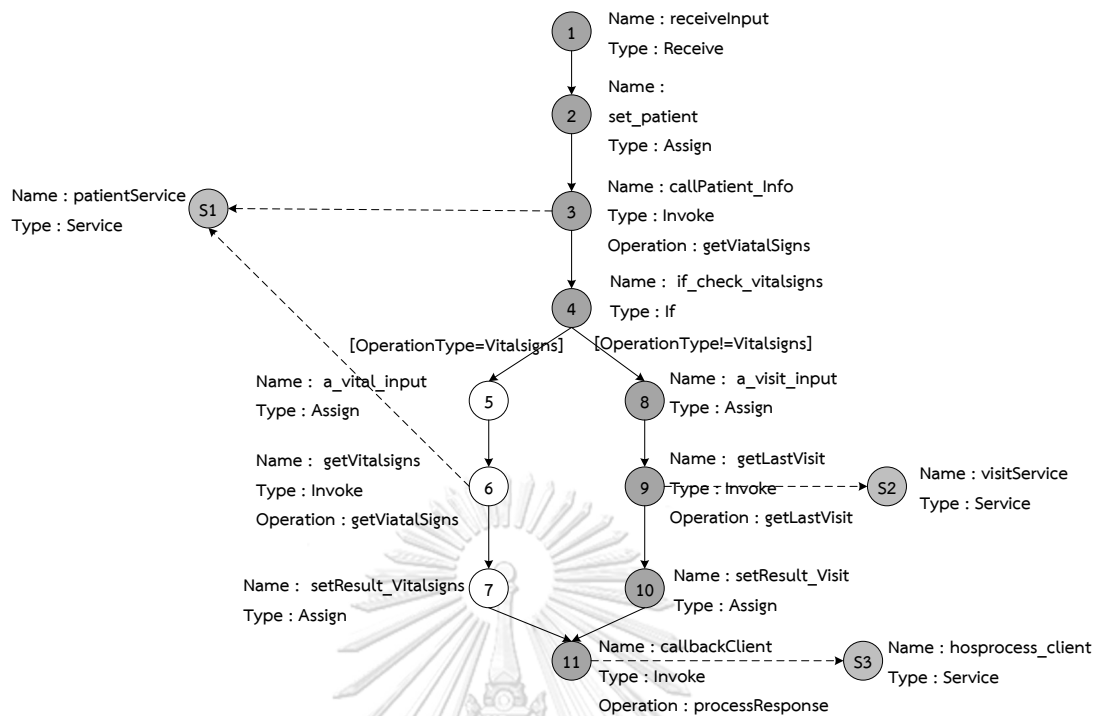 1
Name : receiveInput
Type : Receive
2
Name :
set_patient
Type : Assign
Name : patientService
Type : Service
S1
3
Name : callPatient_Info
Type : Invoke
Operation : getViatalSigns
4
Name : if_check_vitalsigns
Type : If
[OperationType=Vitalsigns]
[OperationType!=Vitalsigns]
Name : a_vital_input
Type : Assign
5
8
Name : a_visit_input
Type : Assign
Name : getVitalsigns
Type : Invoke
Operation : getViatalSigns
6
9
Name : getLastVisit
Type : Invoke
Operation : getLastVisit
S2
Name : visitService
Type : Service
Name : setResult_Vitalsigns
Type : Assign
7
10
Name : setResult_Visit
Type : Assign
11
Name : callbackClient
Type : Invoke
Operation : processResponse
S3
Name : hosprocess_client
Type : Service